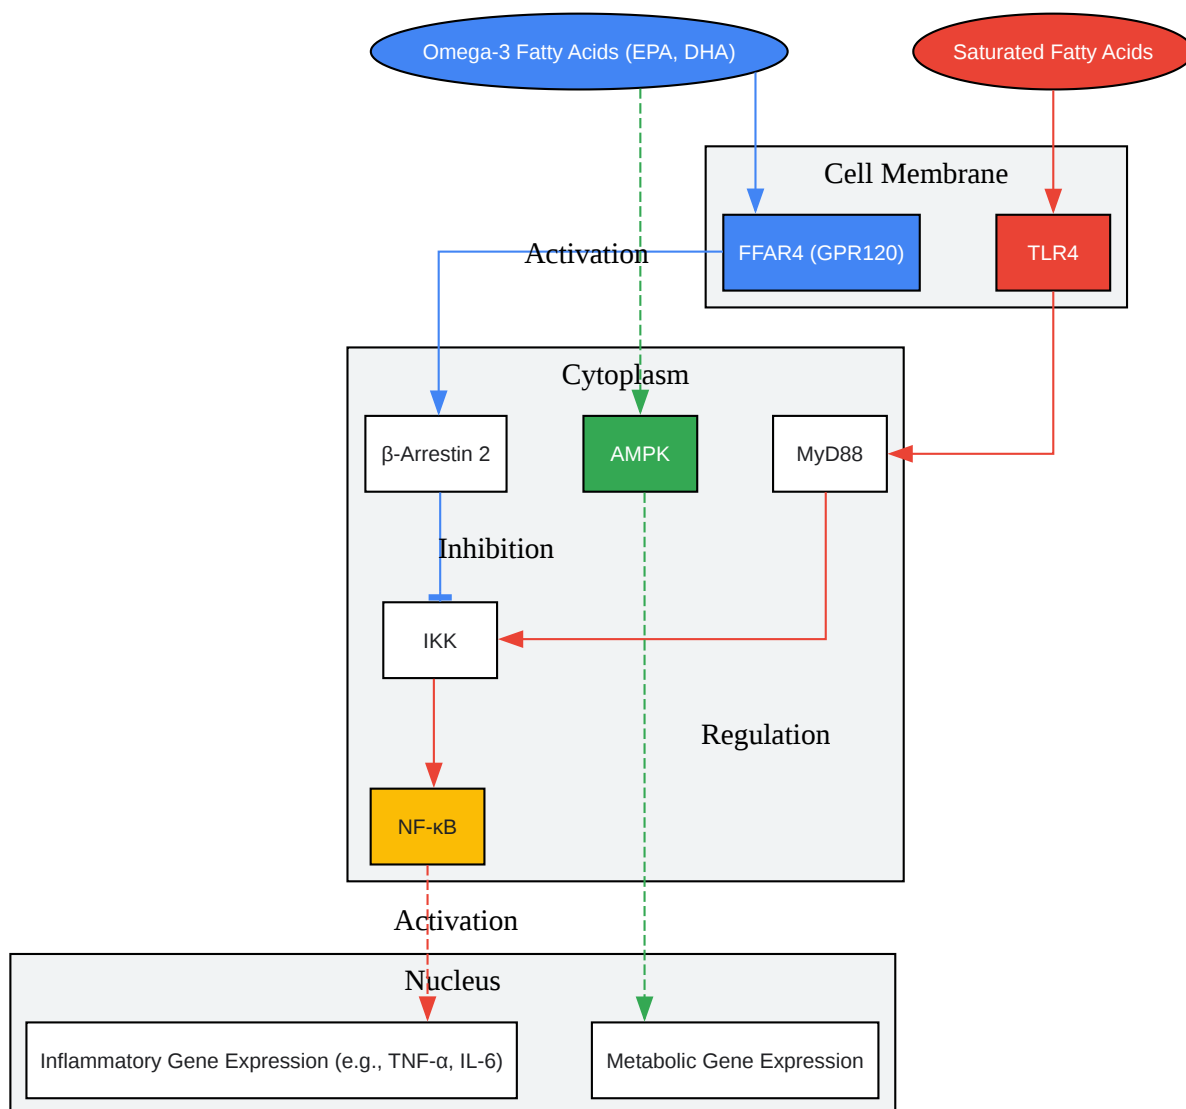 Omega-3 Fatty Acids (EPA, DHA)
Saturated Fatty Acids
Cell Membrane
Activation
FFAR4 (GPR120)
TLR4
Cytoplasm
β-Arrestin 2
AMPK
MyD88
Inhibition
IKK
Regulation
NF-κB
Activation
Nucleus
Inflammatory Gene Expression (e.g., TNF-α, IL-6)
Metabolic Gene Expression